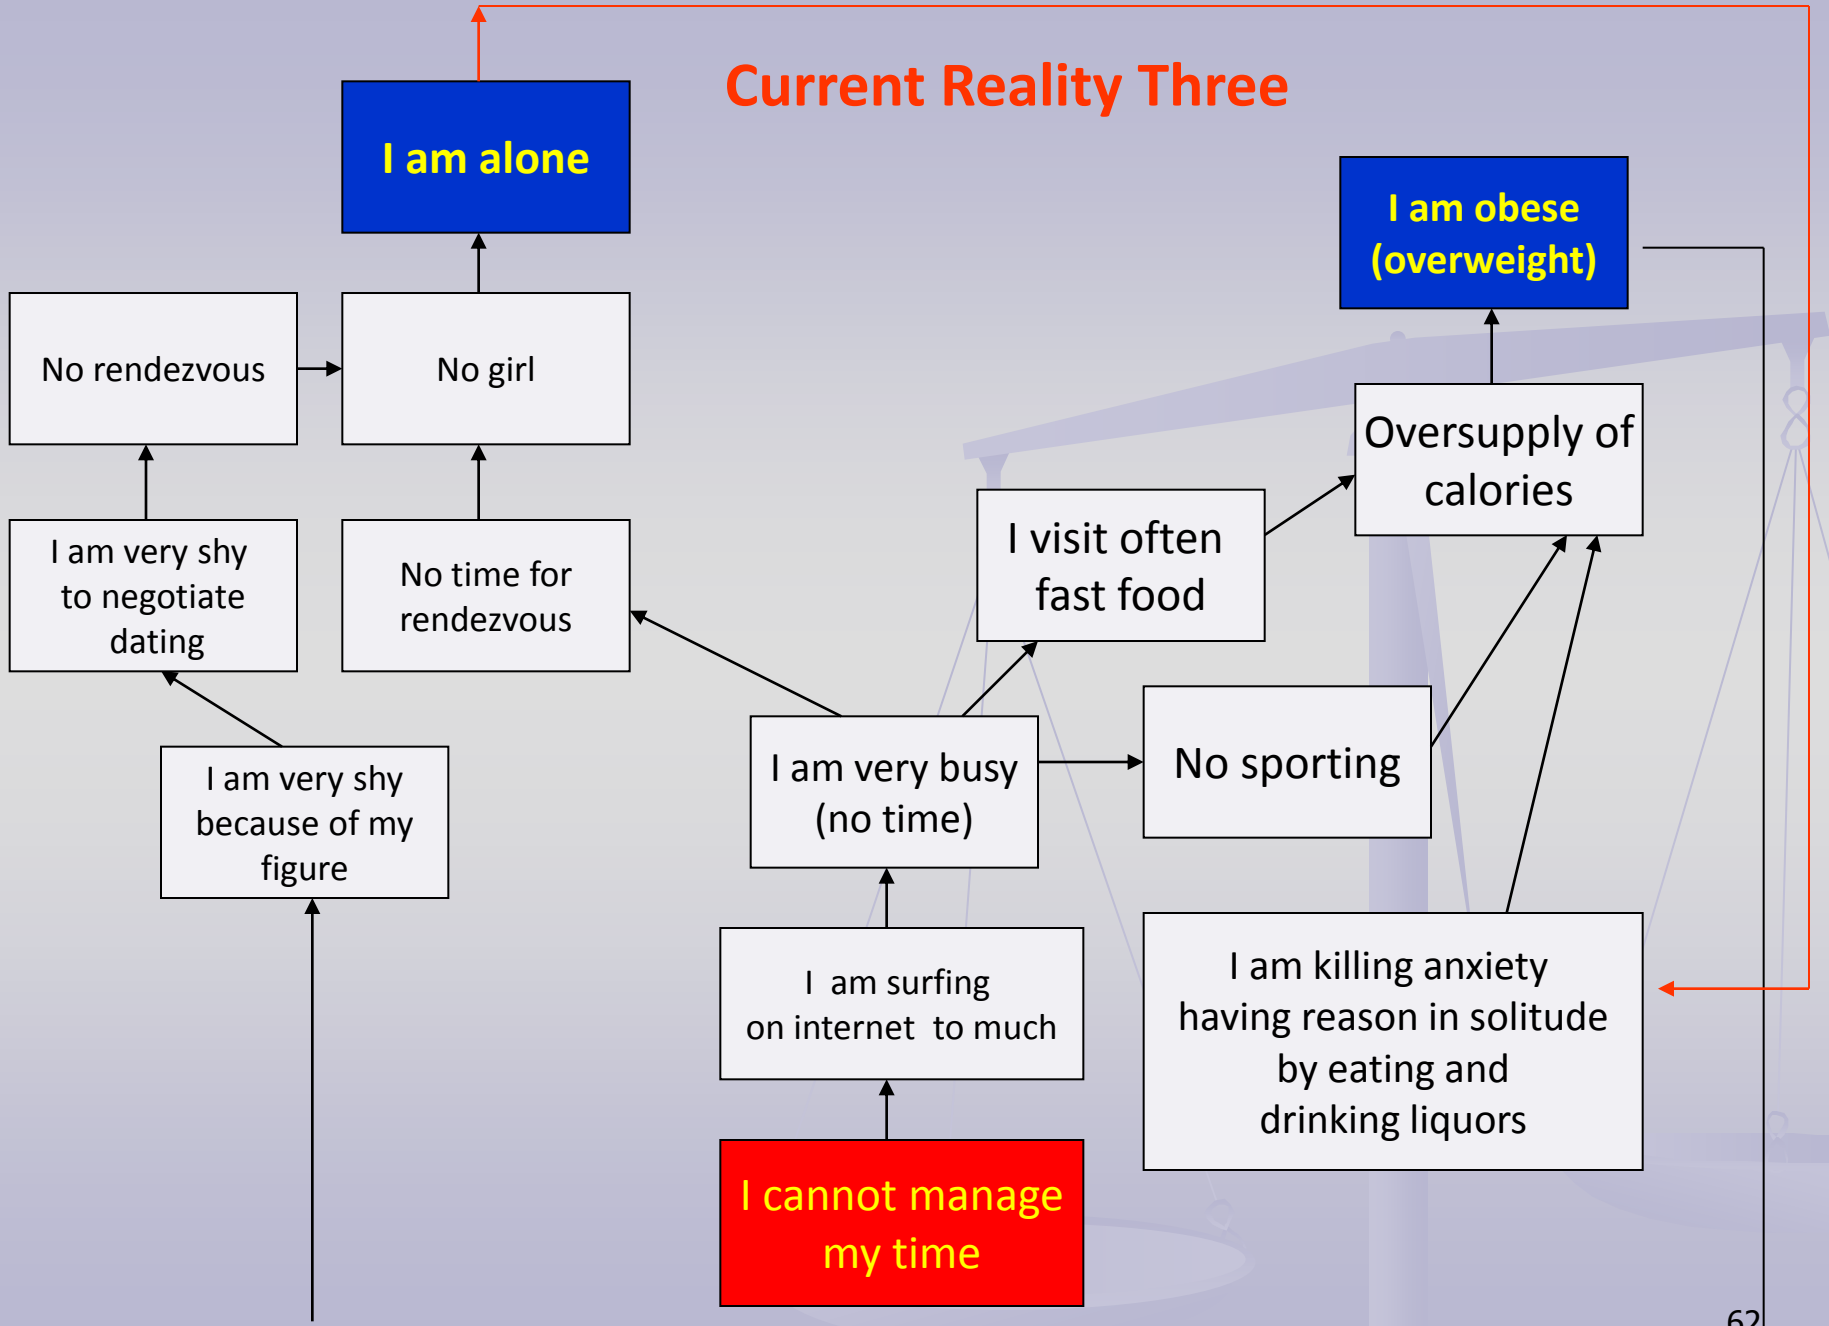 Current Reality Three
I am alone
I am obese
(overweight)
No rendezvous
No girl
Oversupply of
calories
I am very shy
to negotiate
dating
No time for
rendezvous
I visit often
fast food
I am very shy
because of my
figure
I am very busy
(no time)
No sporting
I am surfing
on internet to much
I am killing anxiety
having reason in solitude
by eating and
drinking liquors
I cannot manage
my time
62